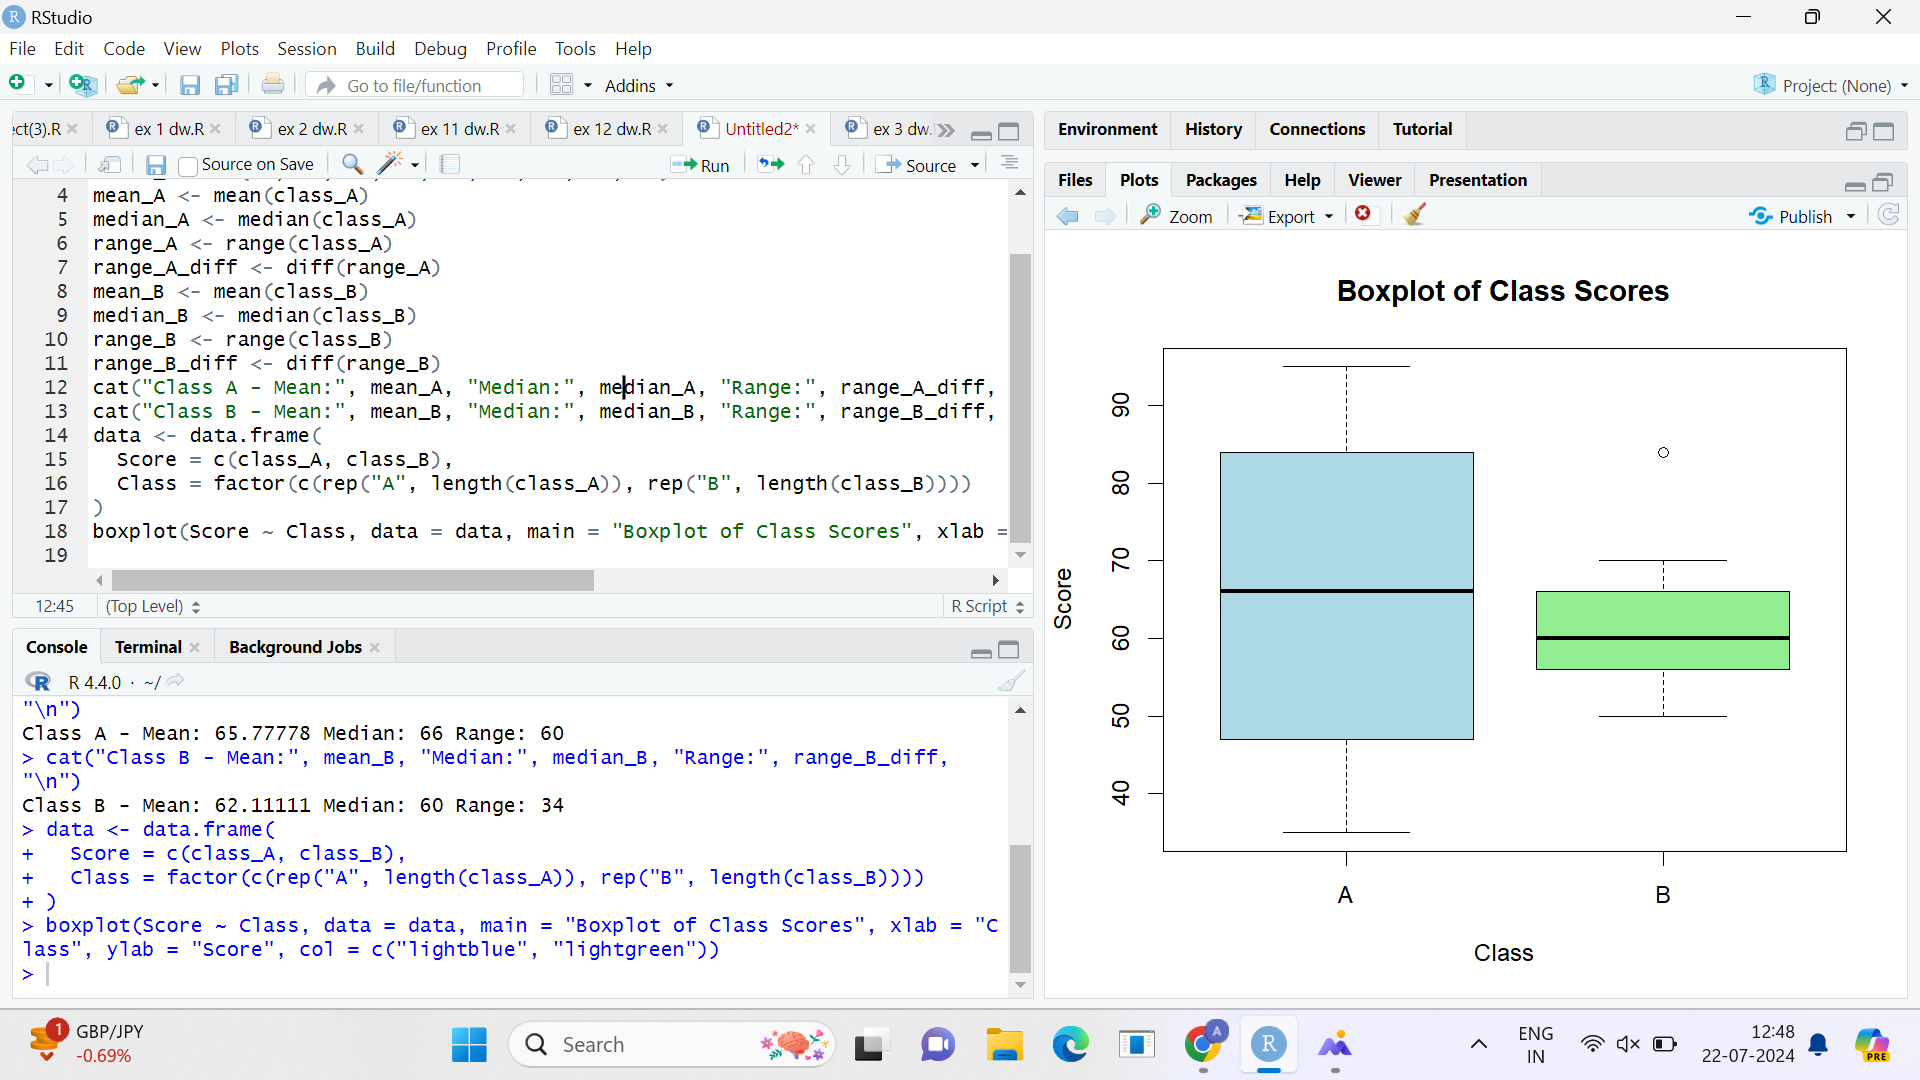 RStudio
File Edit Code View Plots Session Build Debug Profile Tools Help
Go to file/function Addins Project: (None)
ect(3).R ex 1 dw.R ex 2 dw.R ex 11 dw.R ex 12 dw.R Untitled2* ex 3 dw.
Source on Save Run Source
4 mean_A <- mean(class_A)
5 median_A <- median(class_A)
6 range_A <- range(class_A)
7 range_A_diff <- diff(range_A)
8 mean_B <- mean(class_B)
9 median_B <- median(class_B)
10 range_B <- range(class_B)
11 range_B_diff <- diff(range_B)
12 cat("Class A - Mean:", mean_A, "Median:", median_A, "Range:", range_A_diff,
13 cat("Class B - Mean:", mean_B, "Median:", median_B, "Range:", range_B_diff,
14 data <- data.frame(
15 Score = c(class_A, class_B),
16 Class = factor(c(rep("A", length(class_A)), rep("B", length(class_B))))
17 )
18 boxplot(Score ~ Class, data = data, main = "Boxplot of Class Scores", xlab =
19
12:45 (Top Level) R Script
Console Terminal Background Jobs
R 4.4.0 · ~/
"\n")
Class A - Mean: 65.77778 Median: 66 Range: 60
> cat("Class B - Mean:", mean_B, "Median:", median_B, "Range:", range_B_diff,
"\n")
Class B - Mean: 62.11111 Median: 60 Range: 34
> data <- data.frame(
+ Score = c(class_A, class_B),
+ Class = factor(c(rep("A", length(class_A)), rep("B", length(class_B))))
+ )
> boxplot(Score ~ Class, data = data, main = "Boxplot of Class Scores", xlab = "C
lass", ylab = "Score", col = c("lightblue", "lightgreen"))
>
Environment History Connections Tutorial
Files Plots Packages Help Viewer Presentation
Zoom Export Publish
Boxplot of Class Scores
Score
90
80
70
60
50
40
A B
Class
1 GBP/JPY
-0.69%
Search
A
R
ENG
IN
12:48
22-07-2024
PRE